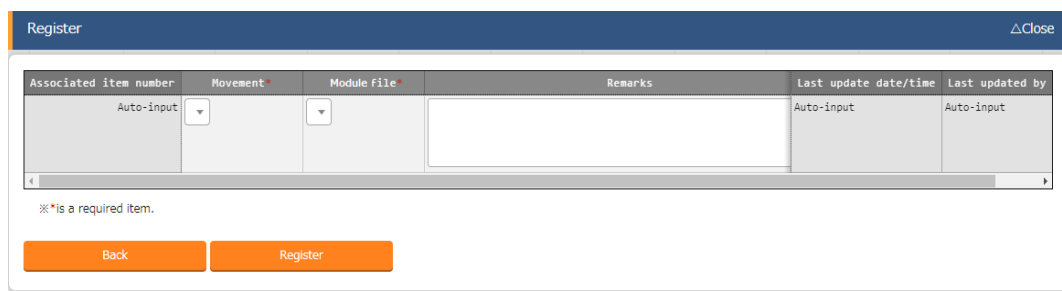 Register △Close
Associated item number Movement* Module File* Remarks Last update date/time Last updated by
Auto-input Auto-input Auto-input
※*is a required item.
Back Register